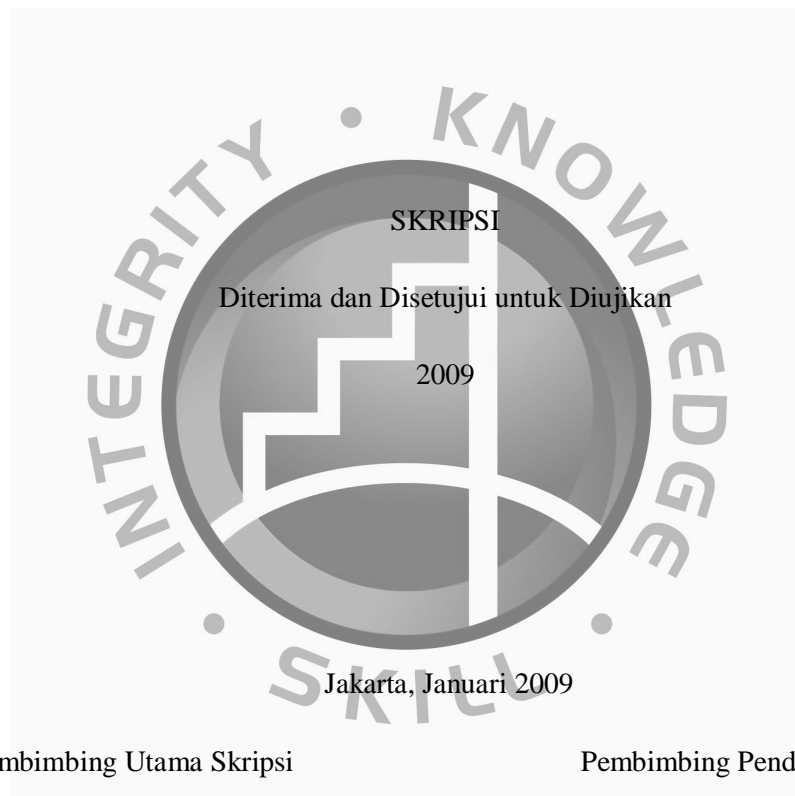 INTEGRITY • KNOWLEDGE • SKILL •
SKRIPSI
Diterima dan Disetujui untuk Diujikan
2009
Jakarta, Januari 2009
mbimbing Utama Skripsi Pembimbing Pend